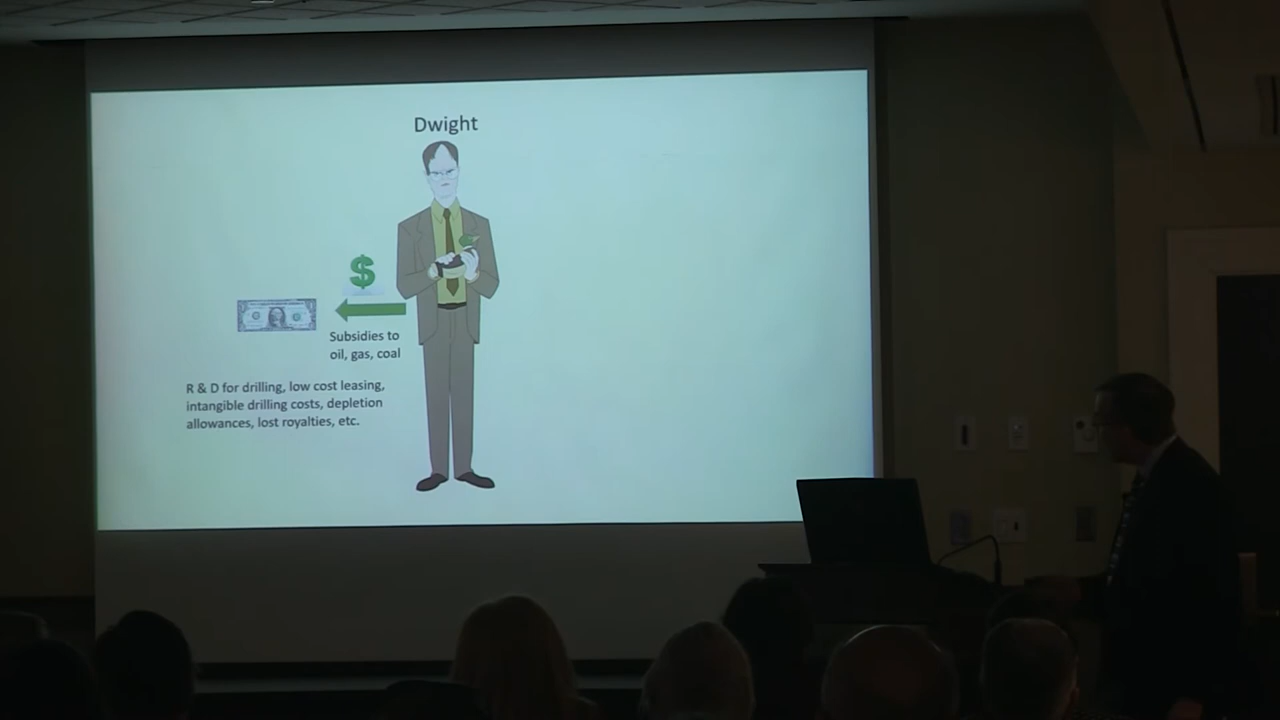 Dwight
$
Subsidies to
oil, gas, coal
R & D for drilling, low cost leasing,
intangible drilling costs, depletion
allowances, lost royalties, etc.